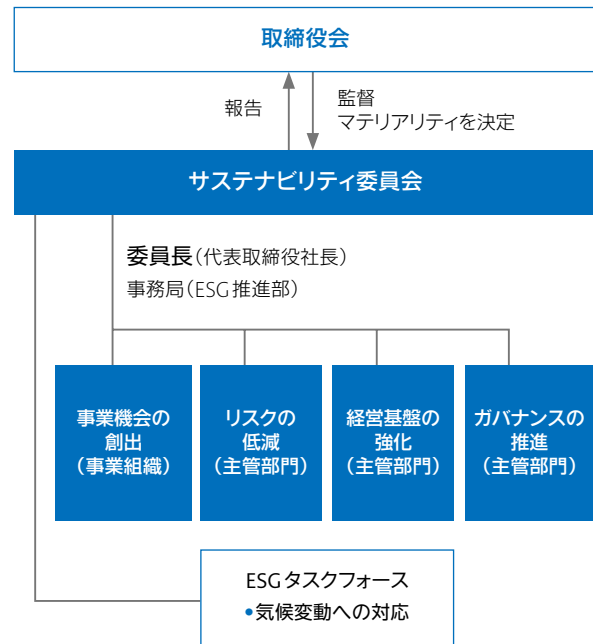 取締役会
報告
監督
マテリアリティを決定
サステナビリティ委員会
委員長（代表取締役社長）
事務局（ESG推進部）
事業機会の
創出
（事業組織）
リスクの
低減
（主管部門）
経営基盤の
強化
（主管部門）
ガバナンスの
推進
（主管部門）
ESGタスクフォース
•気候変動への対応